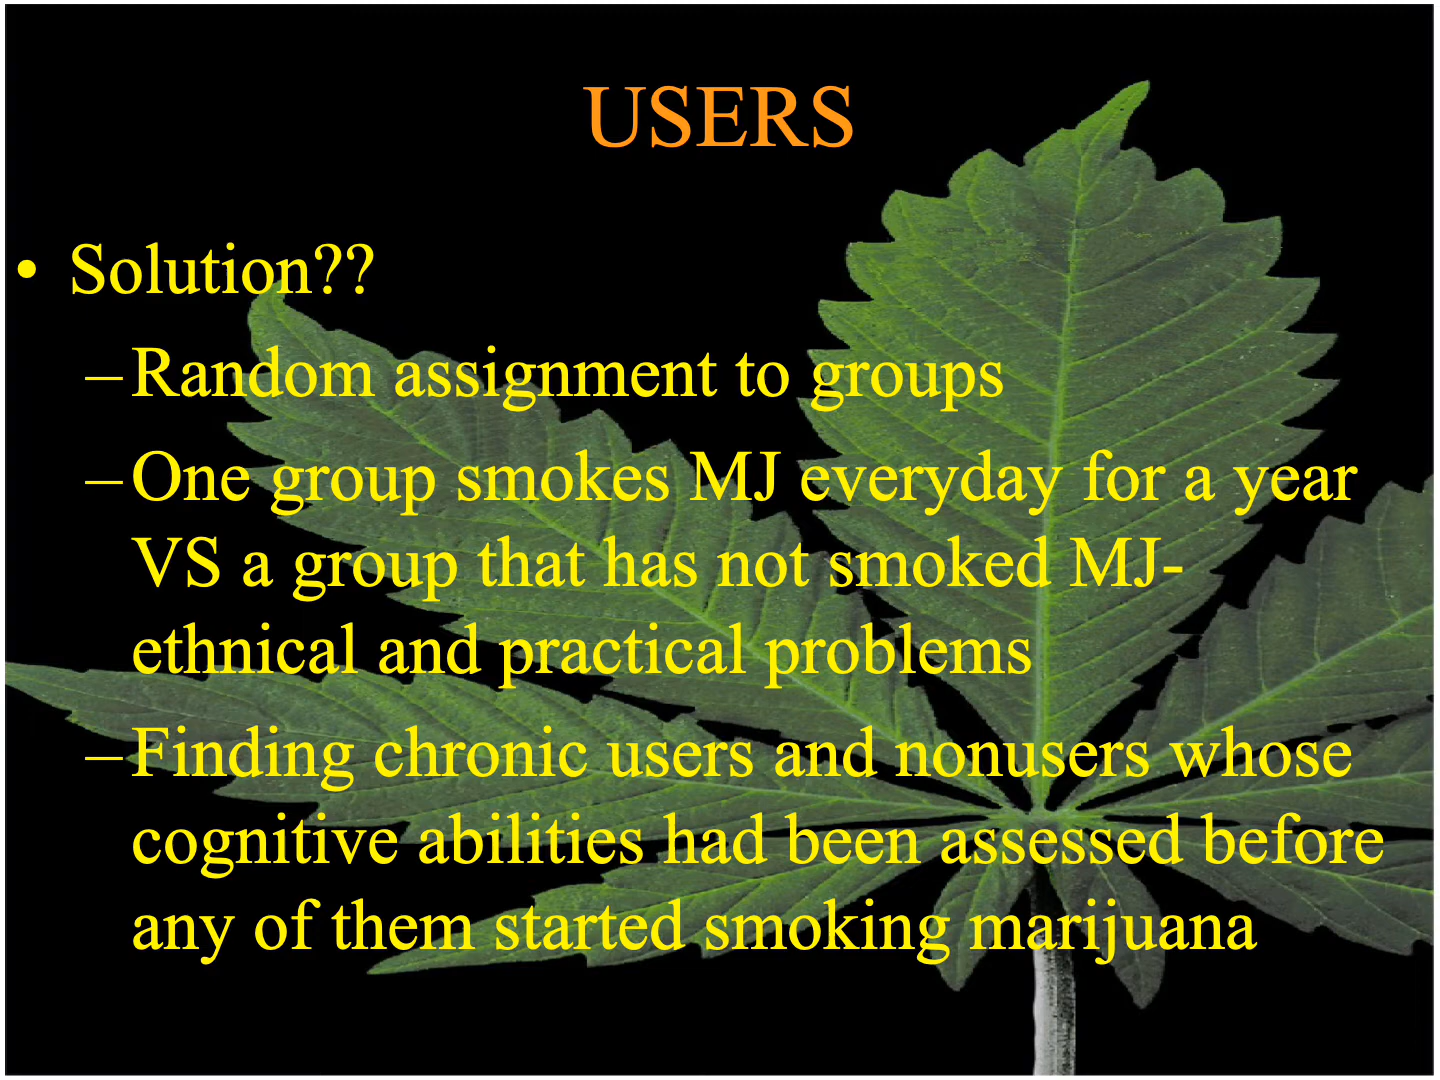 USERS
• Solution??
–Random assignment to groups
–One group smokes MJ everyday for a year
VS a group that has not smoked MJ-
ethnical and practical problems
–Finding chronic users and nonusers whose
cognitive abilities had been assessed before
any of them started smoking marijuana